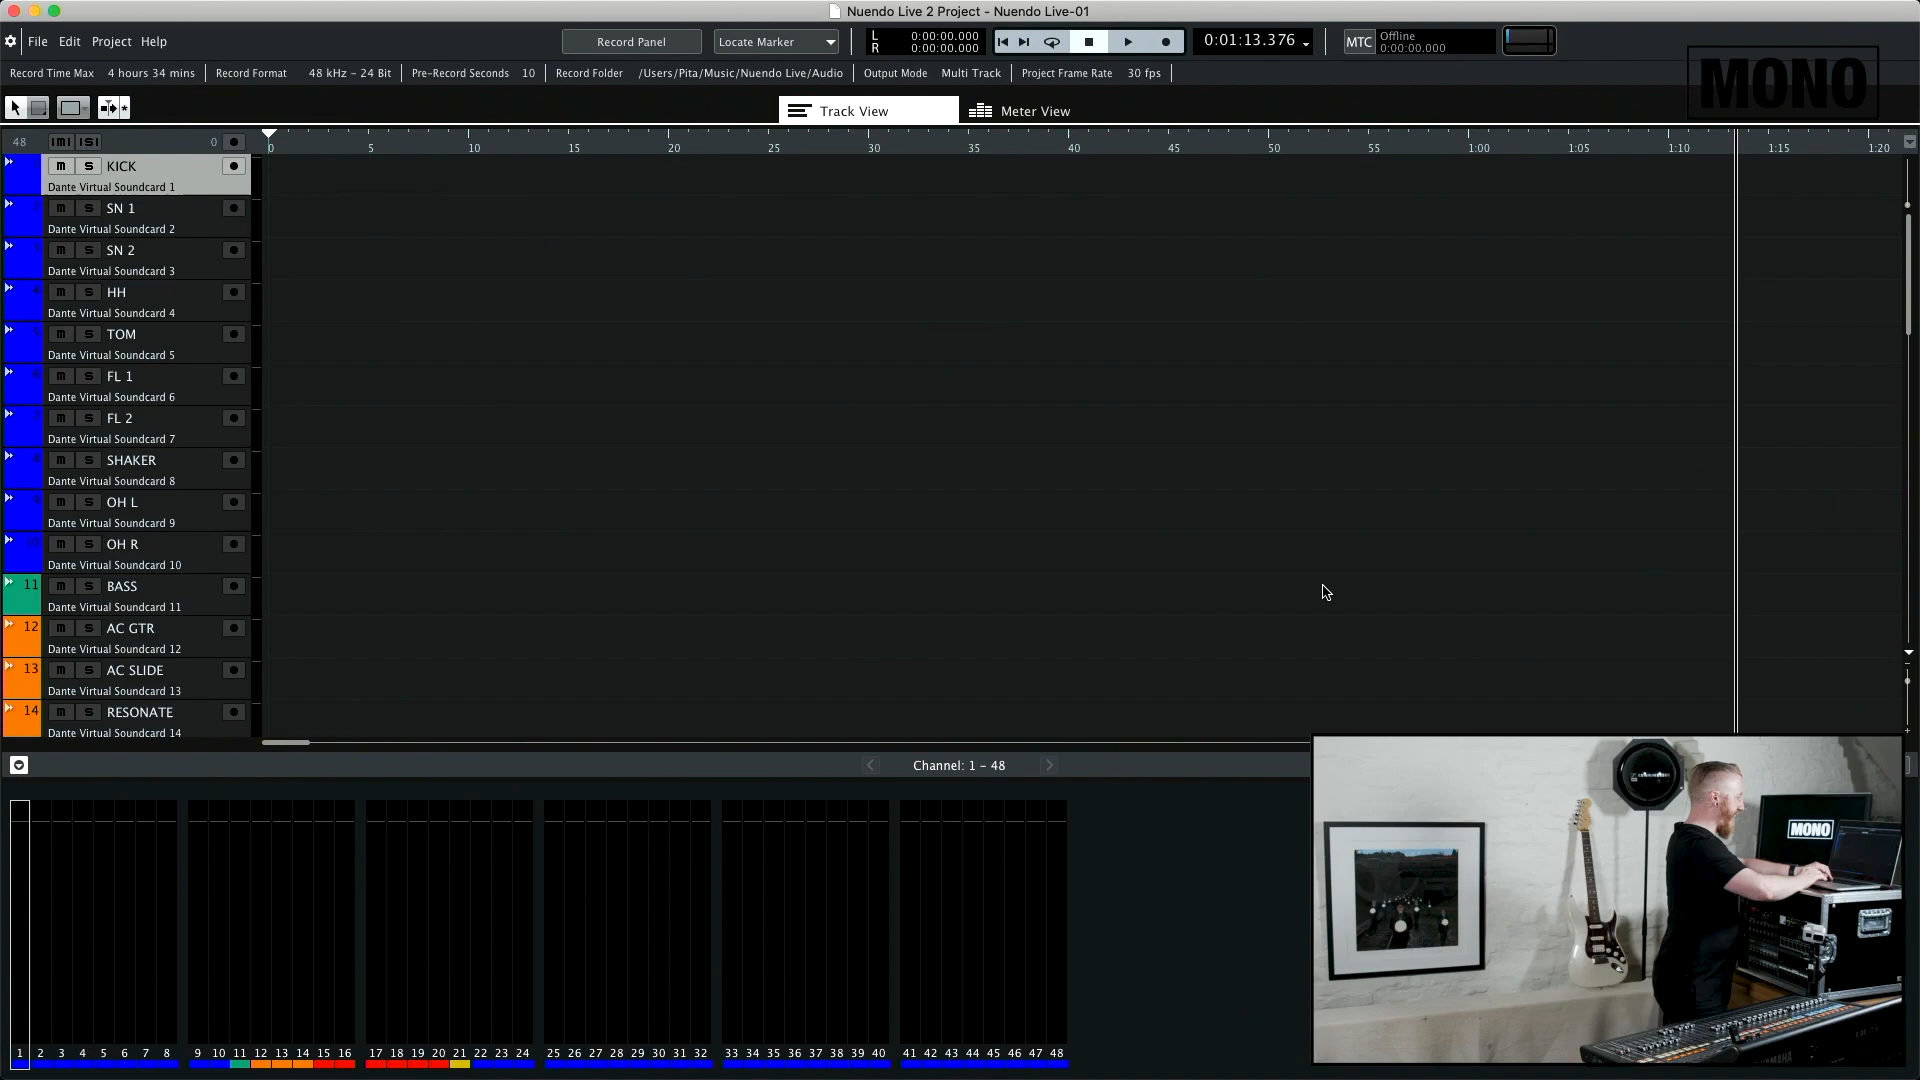 Nuendo Live 2 Project - Nuendo Live-01
File Edit Project Help
Record Panel
Locate Marker
L 0:00:00.000
R 0:00:00.000
0:01:13.376
MTC
Offline
0:00:00.000
Record Time Max 4 hours 34 mins Record Format 48 kHz - 24 Bit Pre-Record Seconds 10 Record Folder /Users/Pita/Music/Nuendo Live/Audio Output Mode Multi Track Project Frame Rate 30 fps
MONO
Track View Meter View
48 M S 0
0 5 10 15 20 25 30 35 40 45 50 55 1:00 1:05 1:10 1:15 1:20
m s KICK
Dante Virtual Soundcard 1
m s SN 1
Dante Virtual Soundcard 2
m s SN 2
Dante Virtual Soundcard 3
m s HH
Dante Virtual Soundcard 4
m s TOM
Dante Virtual Soundcard 5
m s FL 1
Dante Virtual Soundcard 6
m s FL 2
Dante Virtual Soundcard 7
m s SHAKER
Dante Virtual Soundcard 8
m s OH L
Dante Virtual Soundcard 9
m s OH R
Dante Virtual Soundcard 10
11 m s BASS
Dante Virtual Soundcard 11
12 m s AC GTR
Dante Virtual Soundcard 12
13 m s AC SLIDE
Dante Virtual Soundcard 13
14 m s RESONATE
Dante Virtual Soundcard 14
Channel: 1 - 48
MONO
YAMAHA
1 2 3 4 5 6 7 8 9 10 11 12 13 14 15 16 17 18 19 20 21 22 23 24 25 26 27 28 29 30 31 32 33 34 35 36 37 38 39 40 41 42 43 44 45 46 47 48